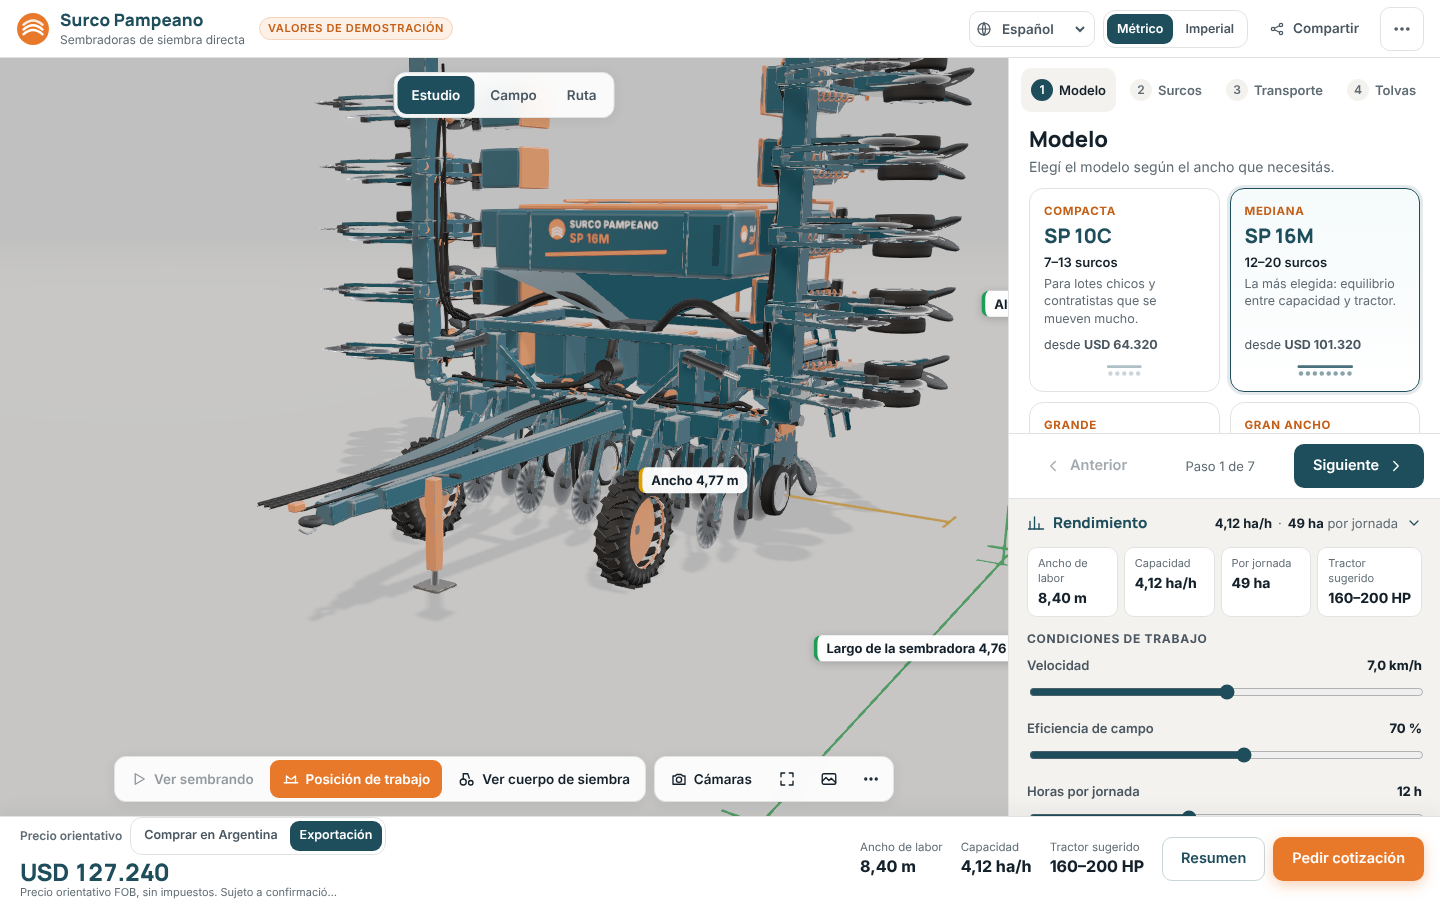 Surco Pampeano
Sembradoras de siembra directa
VALORES DE DEMOSTRACIÓN
Español
Métrico
Imperial
Compartir
Estudio
Campo
Ruta
1 Modelo
2 Surcos
3 Transporte
4 Tolvas
Modelo
Elegí el modelo según el ancho que necesitás.
COMPACTA
SP 10C
7–13 surcos
Para lotes chicos y
contratistas que se
mueven mucho.
desde USD 64.320
MEDIANA
SP 16M
12–20 surcos
La más elegida: equilibrio
entre capacidad y tractor.
desde USD 101.320
GRANDE
GRAN ANCHO
SURCO PAMPEANO
SP 16M
Al
Ancho 4,77 m
Largo de la sembradora 4,76
Anterior
Paso 1 de 7
Siguiente
Rendimiento
4,12 ha/h · 49 ha por jornada
Ancho de
labor
8,40 m
Capacidad
4,12 ha/h
Por jornada
49 ha
Tractor
sugerido
160–200 HP
CONDICIONES DE TRABAJO
Velocidad
7,0 km/h
Eficiencia de campo
70 %
Horas por jornada
12 h
Ver sembrando
Posición de trabajo
Ver cuerpo de siembra
Cámaras
Precio orientativo
Comprar en Argentina
Exportación
USD 127.240
Precio orientativo FOB, sin impuestos. Sujeto a confirmació...
Ancho de labor
8,40 m
Capacidad
4,12 ha/h
Tractor sugerido
160–200 HP
Resumen
Pedir cotización